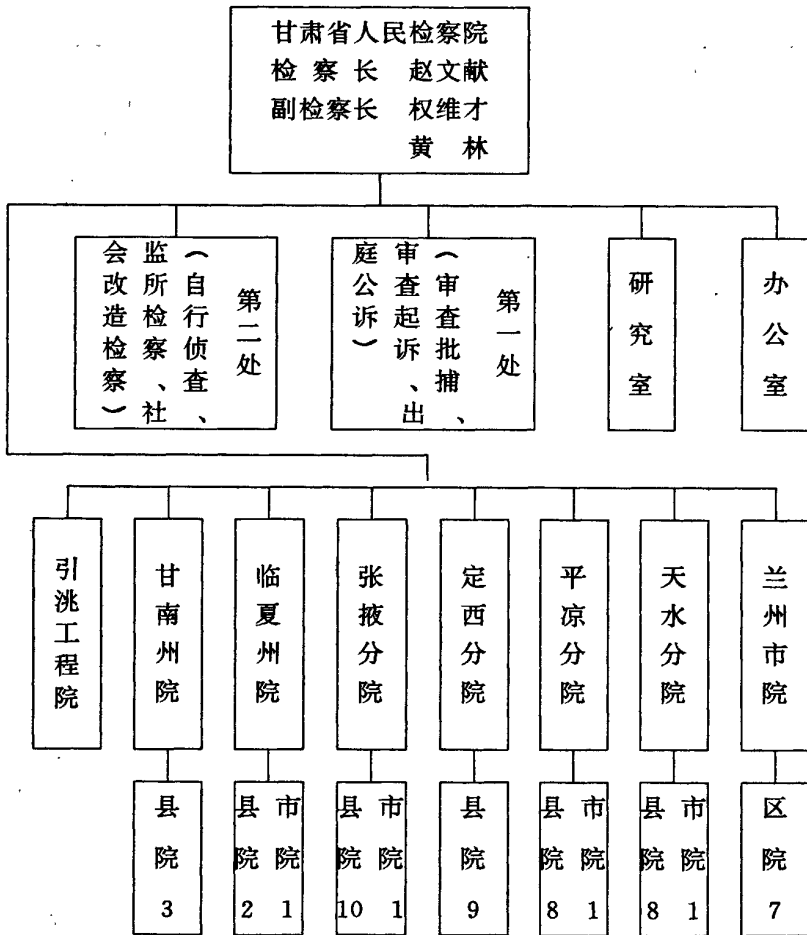 甘肃省人民检察院
检察长 赵文献
副检察长 权维才
黄林
办公室
研究室
第一处
（审查批捕、
审查起诉、出
庭公诉）
第二处
（自行侦查、
监所检察、社
会改造检察）
兰州市院
天水分院
平凉分院
定西分院
张掖分院
临夏州院
甘南州院
引洮工程院
区院 7
市院 1
县院 8
市院 1
县院 8
县院 9
市院 1
县院 10
市院 1
县院 2
县院 3